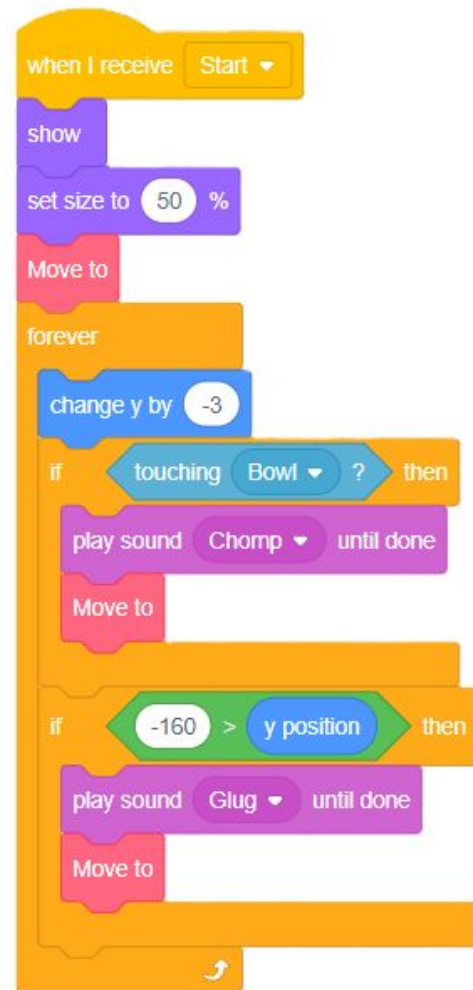 when I receive Start
show
set size to 50 %
Move to
forever
change y by -3
if touching Bowl ? then
play sound Chomp until done
Move to
if -160 > y position then
play sound Glug until done
Move to